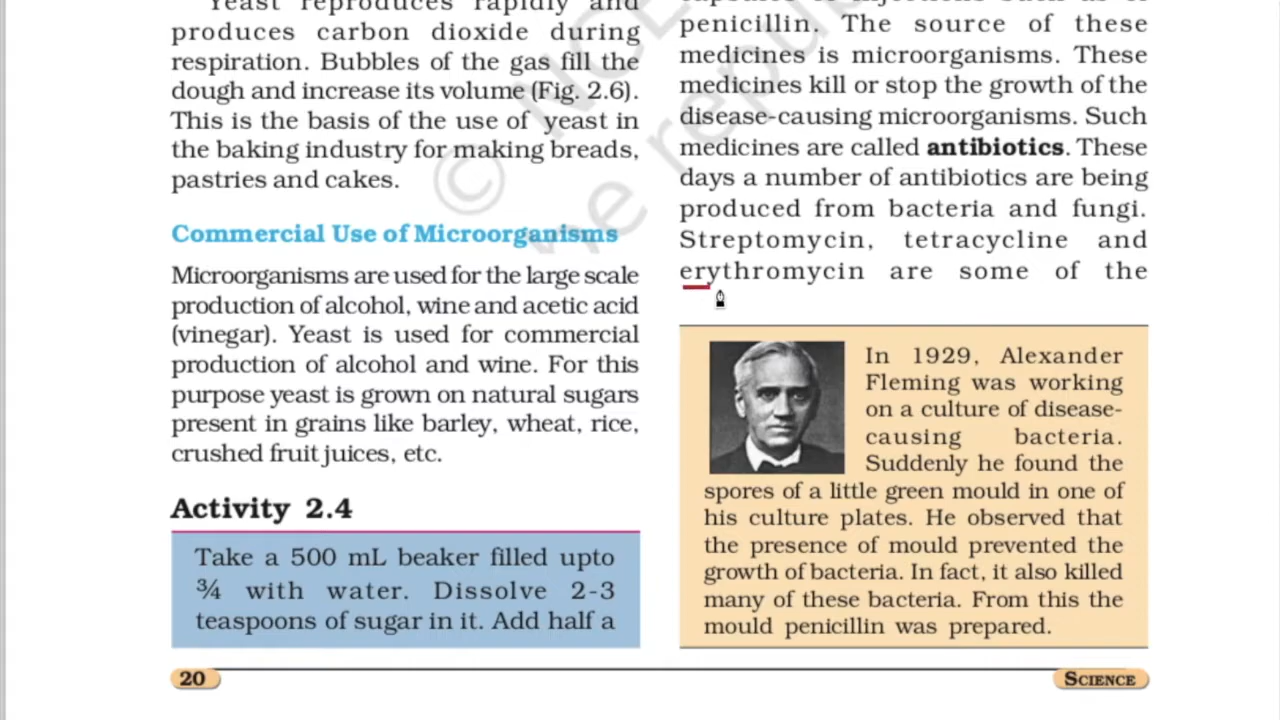 Yeast reproduces rapidly and
produces carbon dioxide during
respiration. Bubbles of the gas fill the
dough and increase its volume (Fig. 2.6).
This is the basis of the use of yeast in
the baking industry for making breads,
pastries and cakes.
Commercial Use of Microorganisms
Microorganisms are used for the large scale
production of alcohol, wine and acetic acid
(vinegar). Yeast is used for commercial
production of alcohol and wine. For this
purpose yeast is grown on natural sugars
present in grains like barley, wheat, rice,
crushed fruit juices, etc.
Activity 2.4
Take a 500 mL beaker filled upto
¾ with water. Dissolve 2-3
teaspoons of sugar in it. Add half a
penicillin. The source of these
medicines is microorganisms. These
medicines kill or stop the growth of the
disease-causing microorganisms. Such
medicines are called antibiotics. These
days a number of antibiotics are being
produced from bacteria and fungi.
Streptomycin, tetracycline and
erythromycin are some of the
In 1929, Alexander
Fleming was working
on a culture of disease-
causing bacteria.
Suddenly he found the
spores of a little green mould in one of
his culture plates. He observed that
the presence of mould prevented the
growth of bacteria. In fact, it also killed
many of these bacteria. From this the
mould penicillin was prepared.
20
SCIENCE